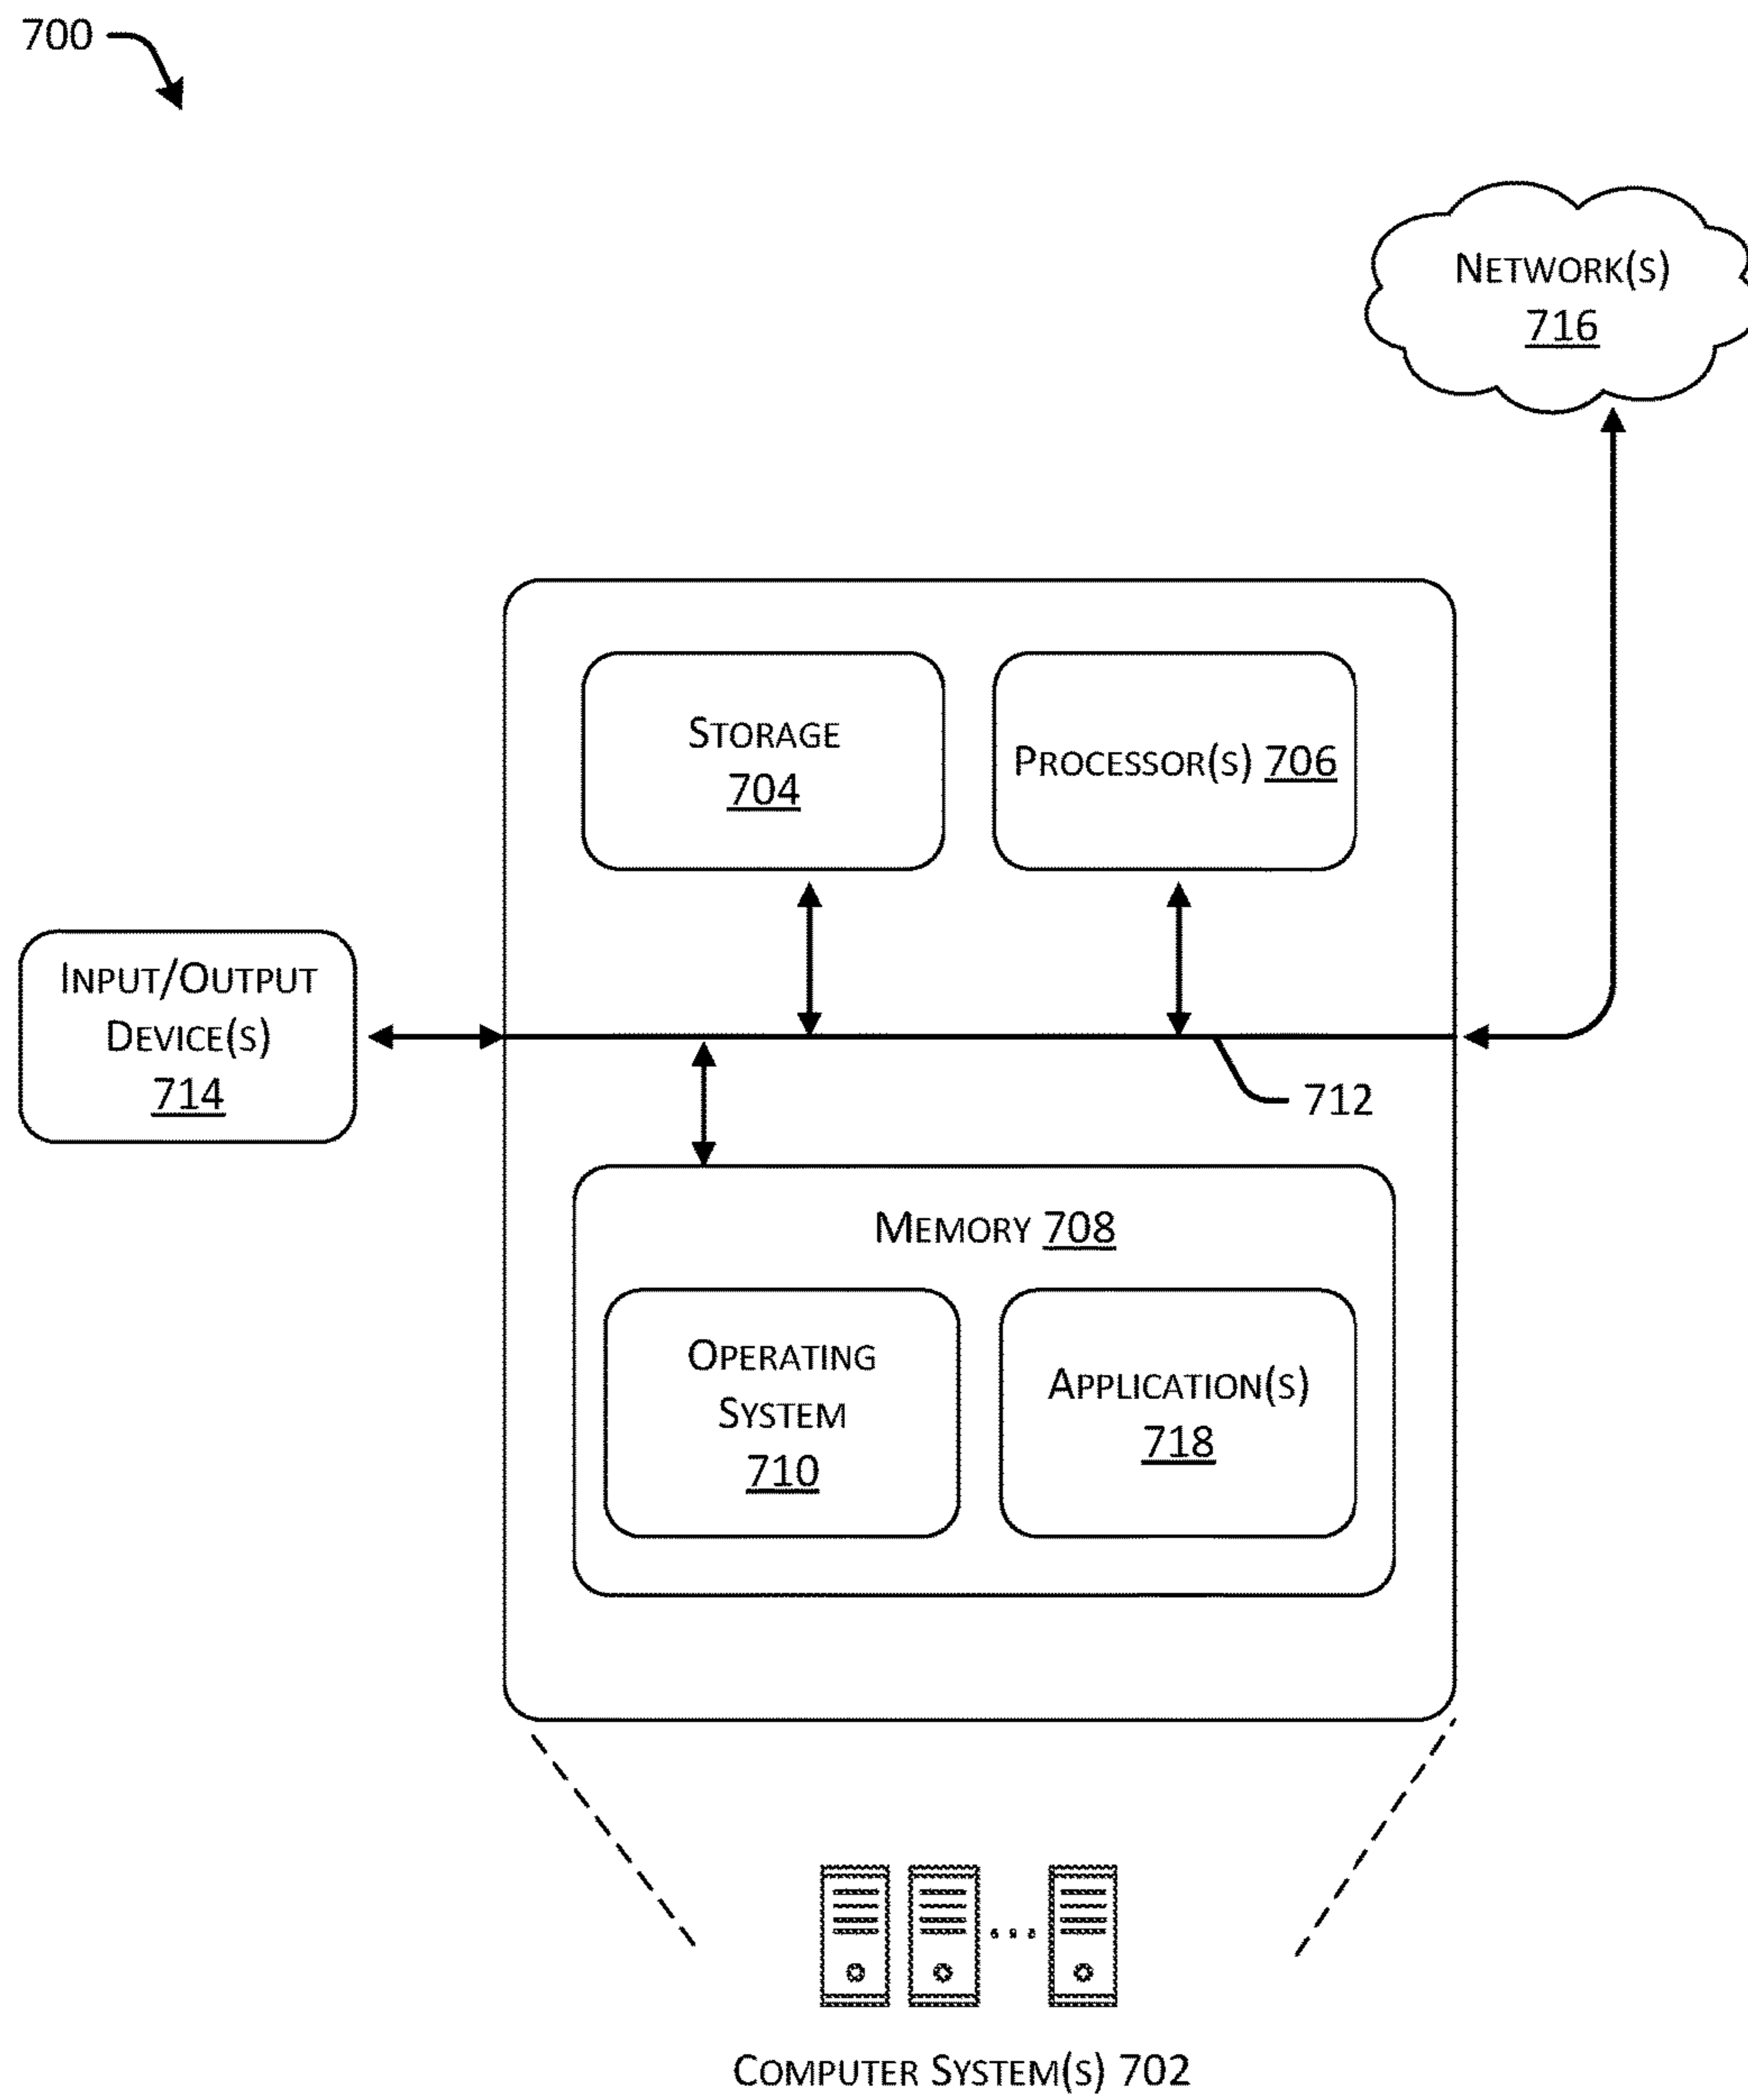 700
NETWORK(S)
716
STORAGE
704
PROCESSOR(S) 706
INPUT/OUTPUT
DEVICE(S)
714
712
MEMORY 708
OPERATING
SYSTEM
710
APPLICATION(S)
718
...
COMPUTER SYSTEM(S) 702